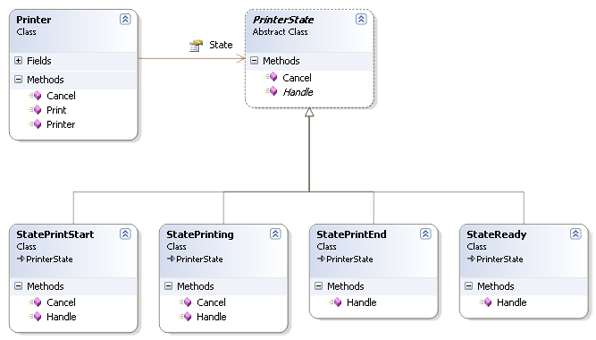 Printer
Class
Fields
Methods
Cancel
Print
Printer
State
PrinterState
Abstract Class
Methods
Cancel
Handle
StatePrintStart
Class
PrinterState
Methods
Cancel
Handle
StatePrinting
Class
PrinterState
Methods
Cancel
Handle
StatePrintEnd
Class
PrinterState
Methods
Handle
StateReady
Class
PrinterState
Methods
Handle